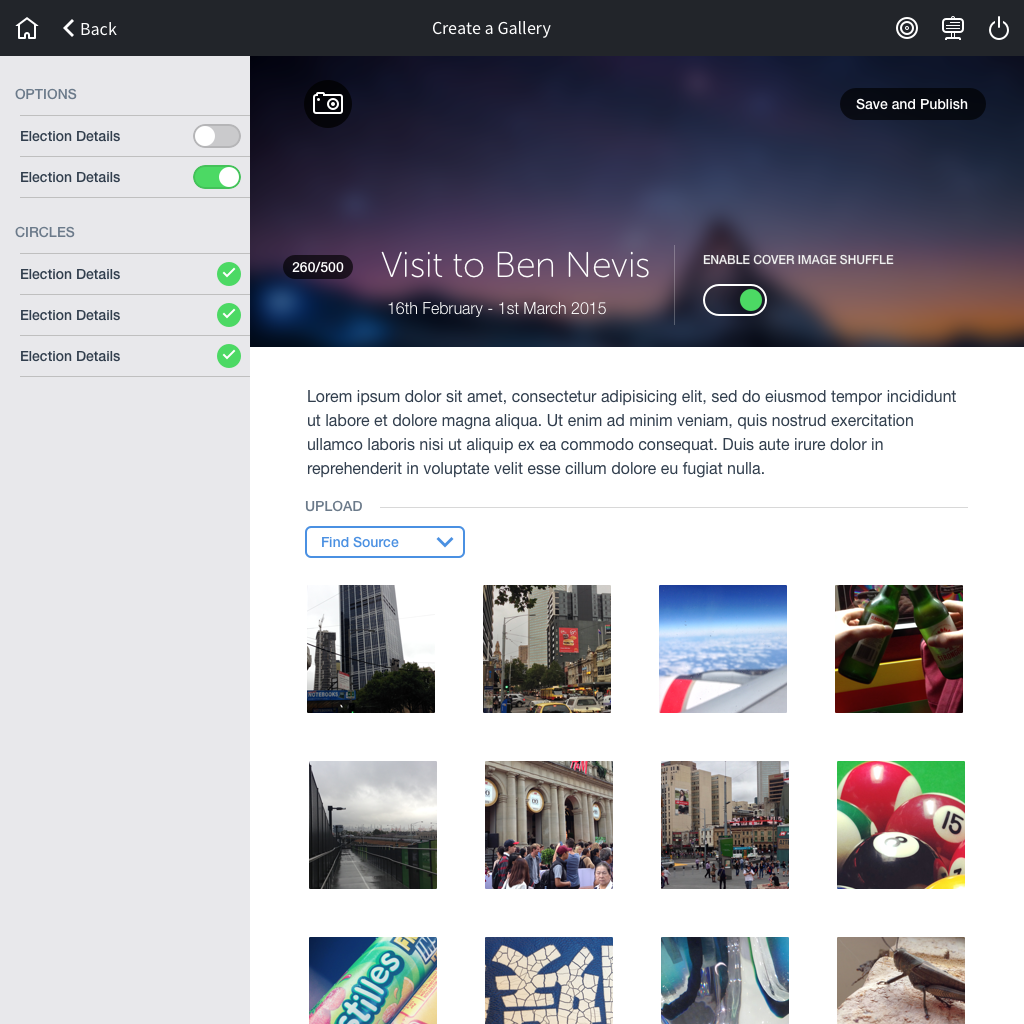 Back
Create a Gallery
OPTIONS
Election Details
Election Details
CIRCLES
Election Details
Election Details
Election Details
Save and Publish
260/500
Visit to Ben Nevis
16th February - 1st March 2015
ENABLE COVER IMAGE SHUFFLE
Lorem ipsum dolor sit amet, consectetur adipisicing elit, sed do eiusmod tempor incididunt
ut labore et dolore magna aliqua. Ut enim ad minim veniam, quis nostrud exercitation
ullamco laboris nisi ut aliquip ex ea commodo consequat. Duis aute irure dolor in
reprehenderit in voluptate velit esse cillum dolore eu fugiat nulla.
UPLOAD
Find Source
NOTEBOOKS
15
8
stilles